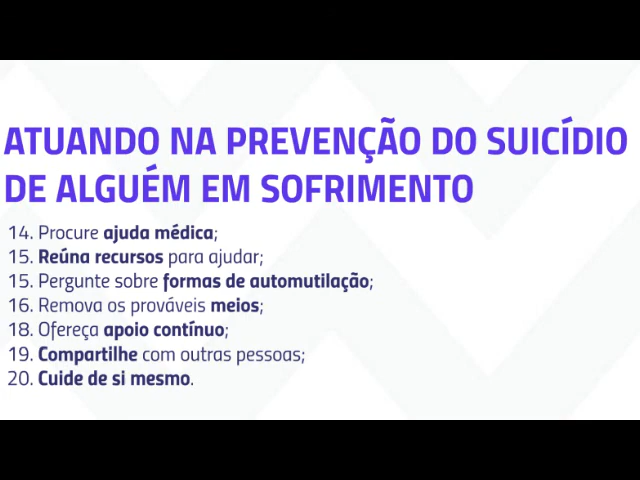 ATUANDO NA PREVENÇÃO DO SUICÍDIO
DE ALGUÉM EM SOFRIMENTO
14. Procure ajuda médica;
15. Reúna recursos para ajudar;
15. Pergunte sobre formas de automutilação;
16. Remova os prováveis meios;
18. Ofereça apoio contínuo;
19. Compartilhe com outras pessoas;
20. Cuide de si mesmo.